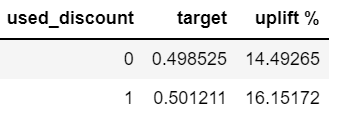 used_discount target uplift %
0 0.498525 14.49265
1 0.501211 16.15172